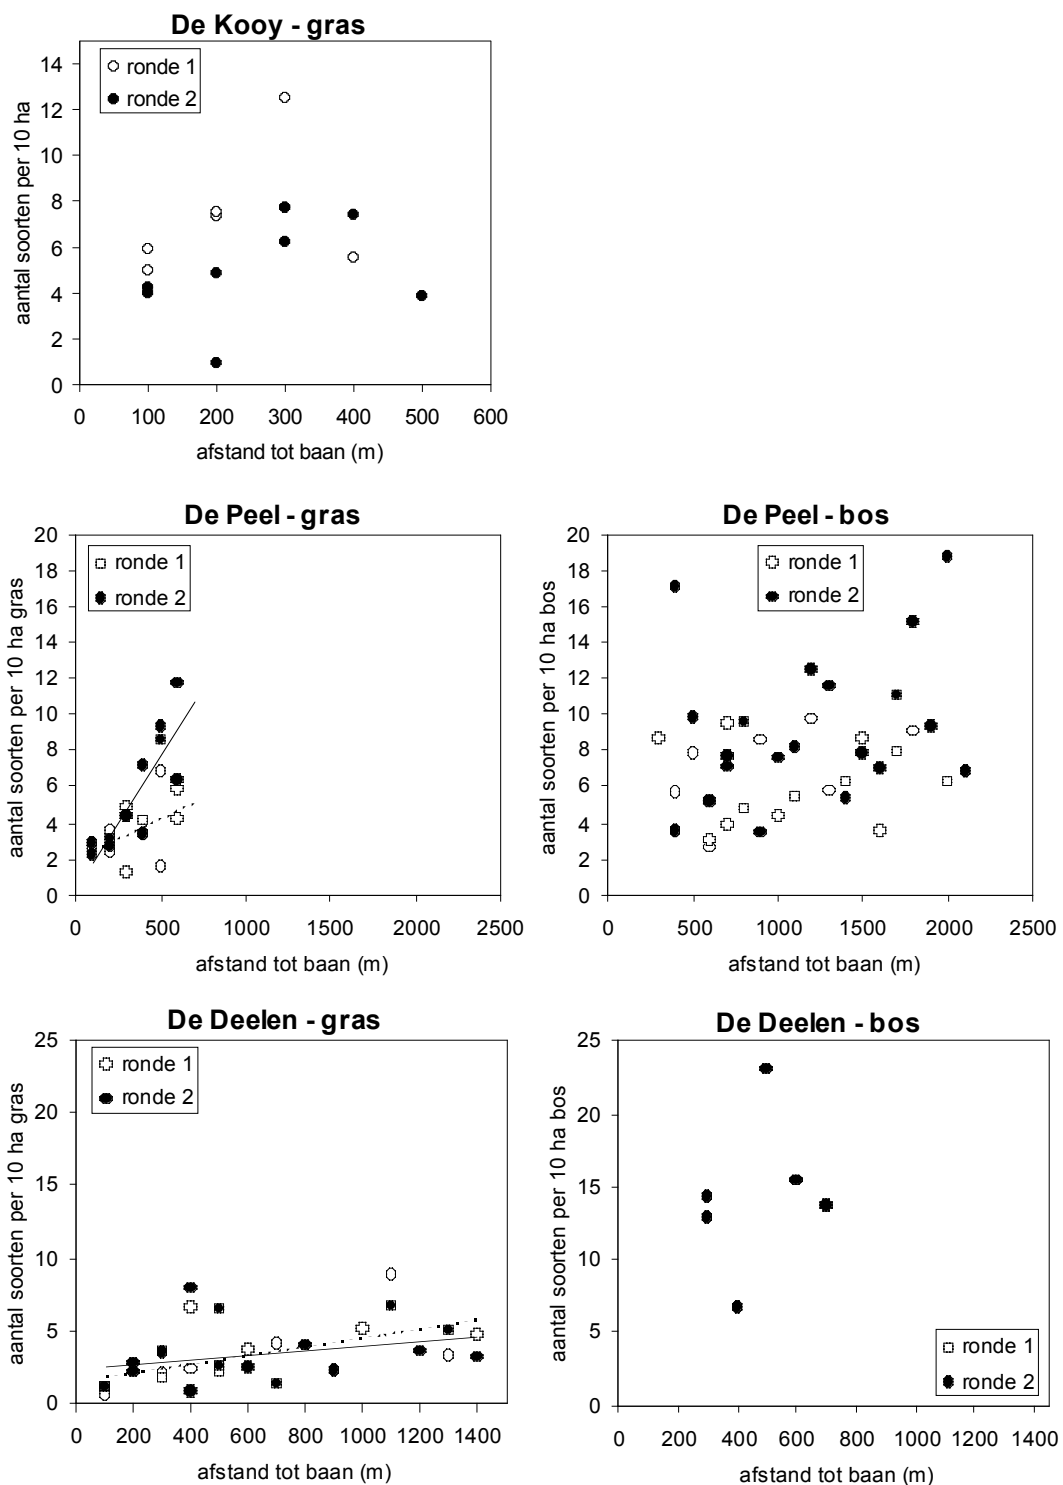 De Kooy - gras
ronde 1
ronde 2
aantal soorten per 10 ha
14
12
10
8
6
4
2
0
0 100 200 300 400 500 600
afstand tot baan (m)
De Peel - gras
ronde 1
ronde 2
aantal soorten per 10 ha gras
20
18
16
14
12
10
8
6
4
2
0
0 500 1000 1500 2000 2500
afstand tot baan (m)
De Peel - bos
ronde 1
ronde 2
aantal soorten per 10 ha bos
20
18
16
14
12
10
8
6
4
2
0
0 500 1000 1500 2000 2500
afstand tot baan (m)
De Deelen - gras
ronde 1
ronde 2
aantal soorten per 10 ha gras
25
20
15
10
5
0
0 200 400 600 800 1000 1200 1400
afstand tot baan (m)
De Deelen - bos
ronde 1
ronde 2
aantal soorten per 10 ha bos
25
20
15
10
5
0
0 200 400 600 800 1000 1200 1400
afstand tot baan (m)